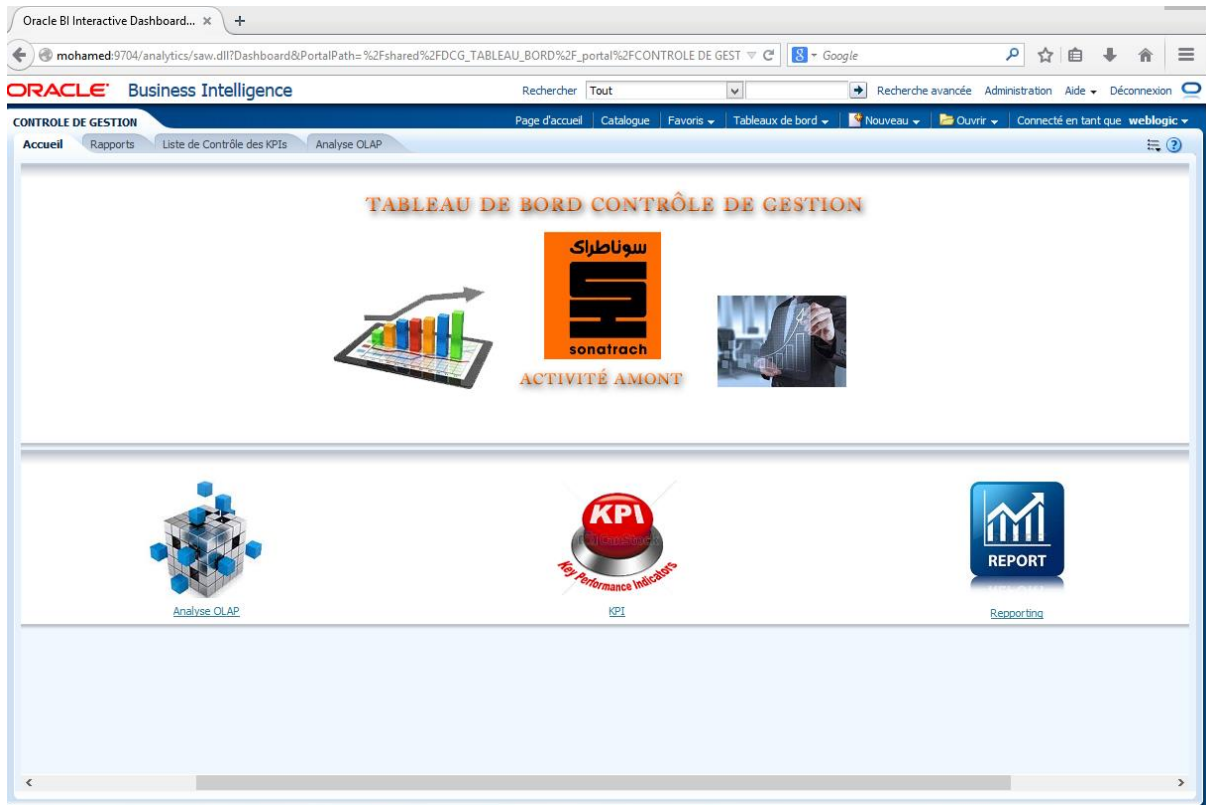 Oracle BI Interactive Dashboard... × +
mohamed:9704/analytics/saw.dll?Dashboard&PortalPath=%2Fshared%2FDCG_TABLEAU_BORD%2F_portal%2FCONTROLE DE GEST
Google
ORACLE Business Intelligence
Rechercher Tout Recherche avancée Administration Aide Déconnexion
CONTROLE DE GESTION
Page d'accueil Catalogue Favoris Tableaux de bord Nouveau Ouvrir Connecté en tant que weblogic
Accueil Rapports Liste de Contrôle des KPIs Analyse OLAP
TABLEAU DE BORD CONTRÔLE DE GESTION
سوناطراك
sonatrach
ACTIVITÉ AMONT
KPI
Key Performance Indicators
REPORT
Analyse OLAP KPI Repporting